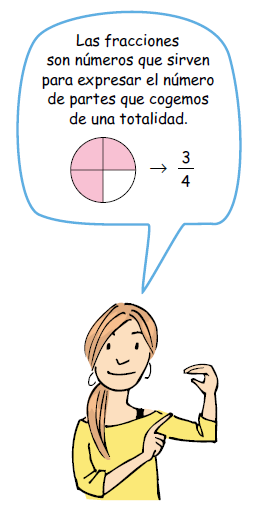 Las fracciones
son números que sirven
para expresar el número
de partes que cogemos
de una totalidad.
→ 3/4